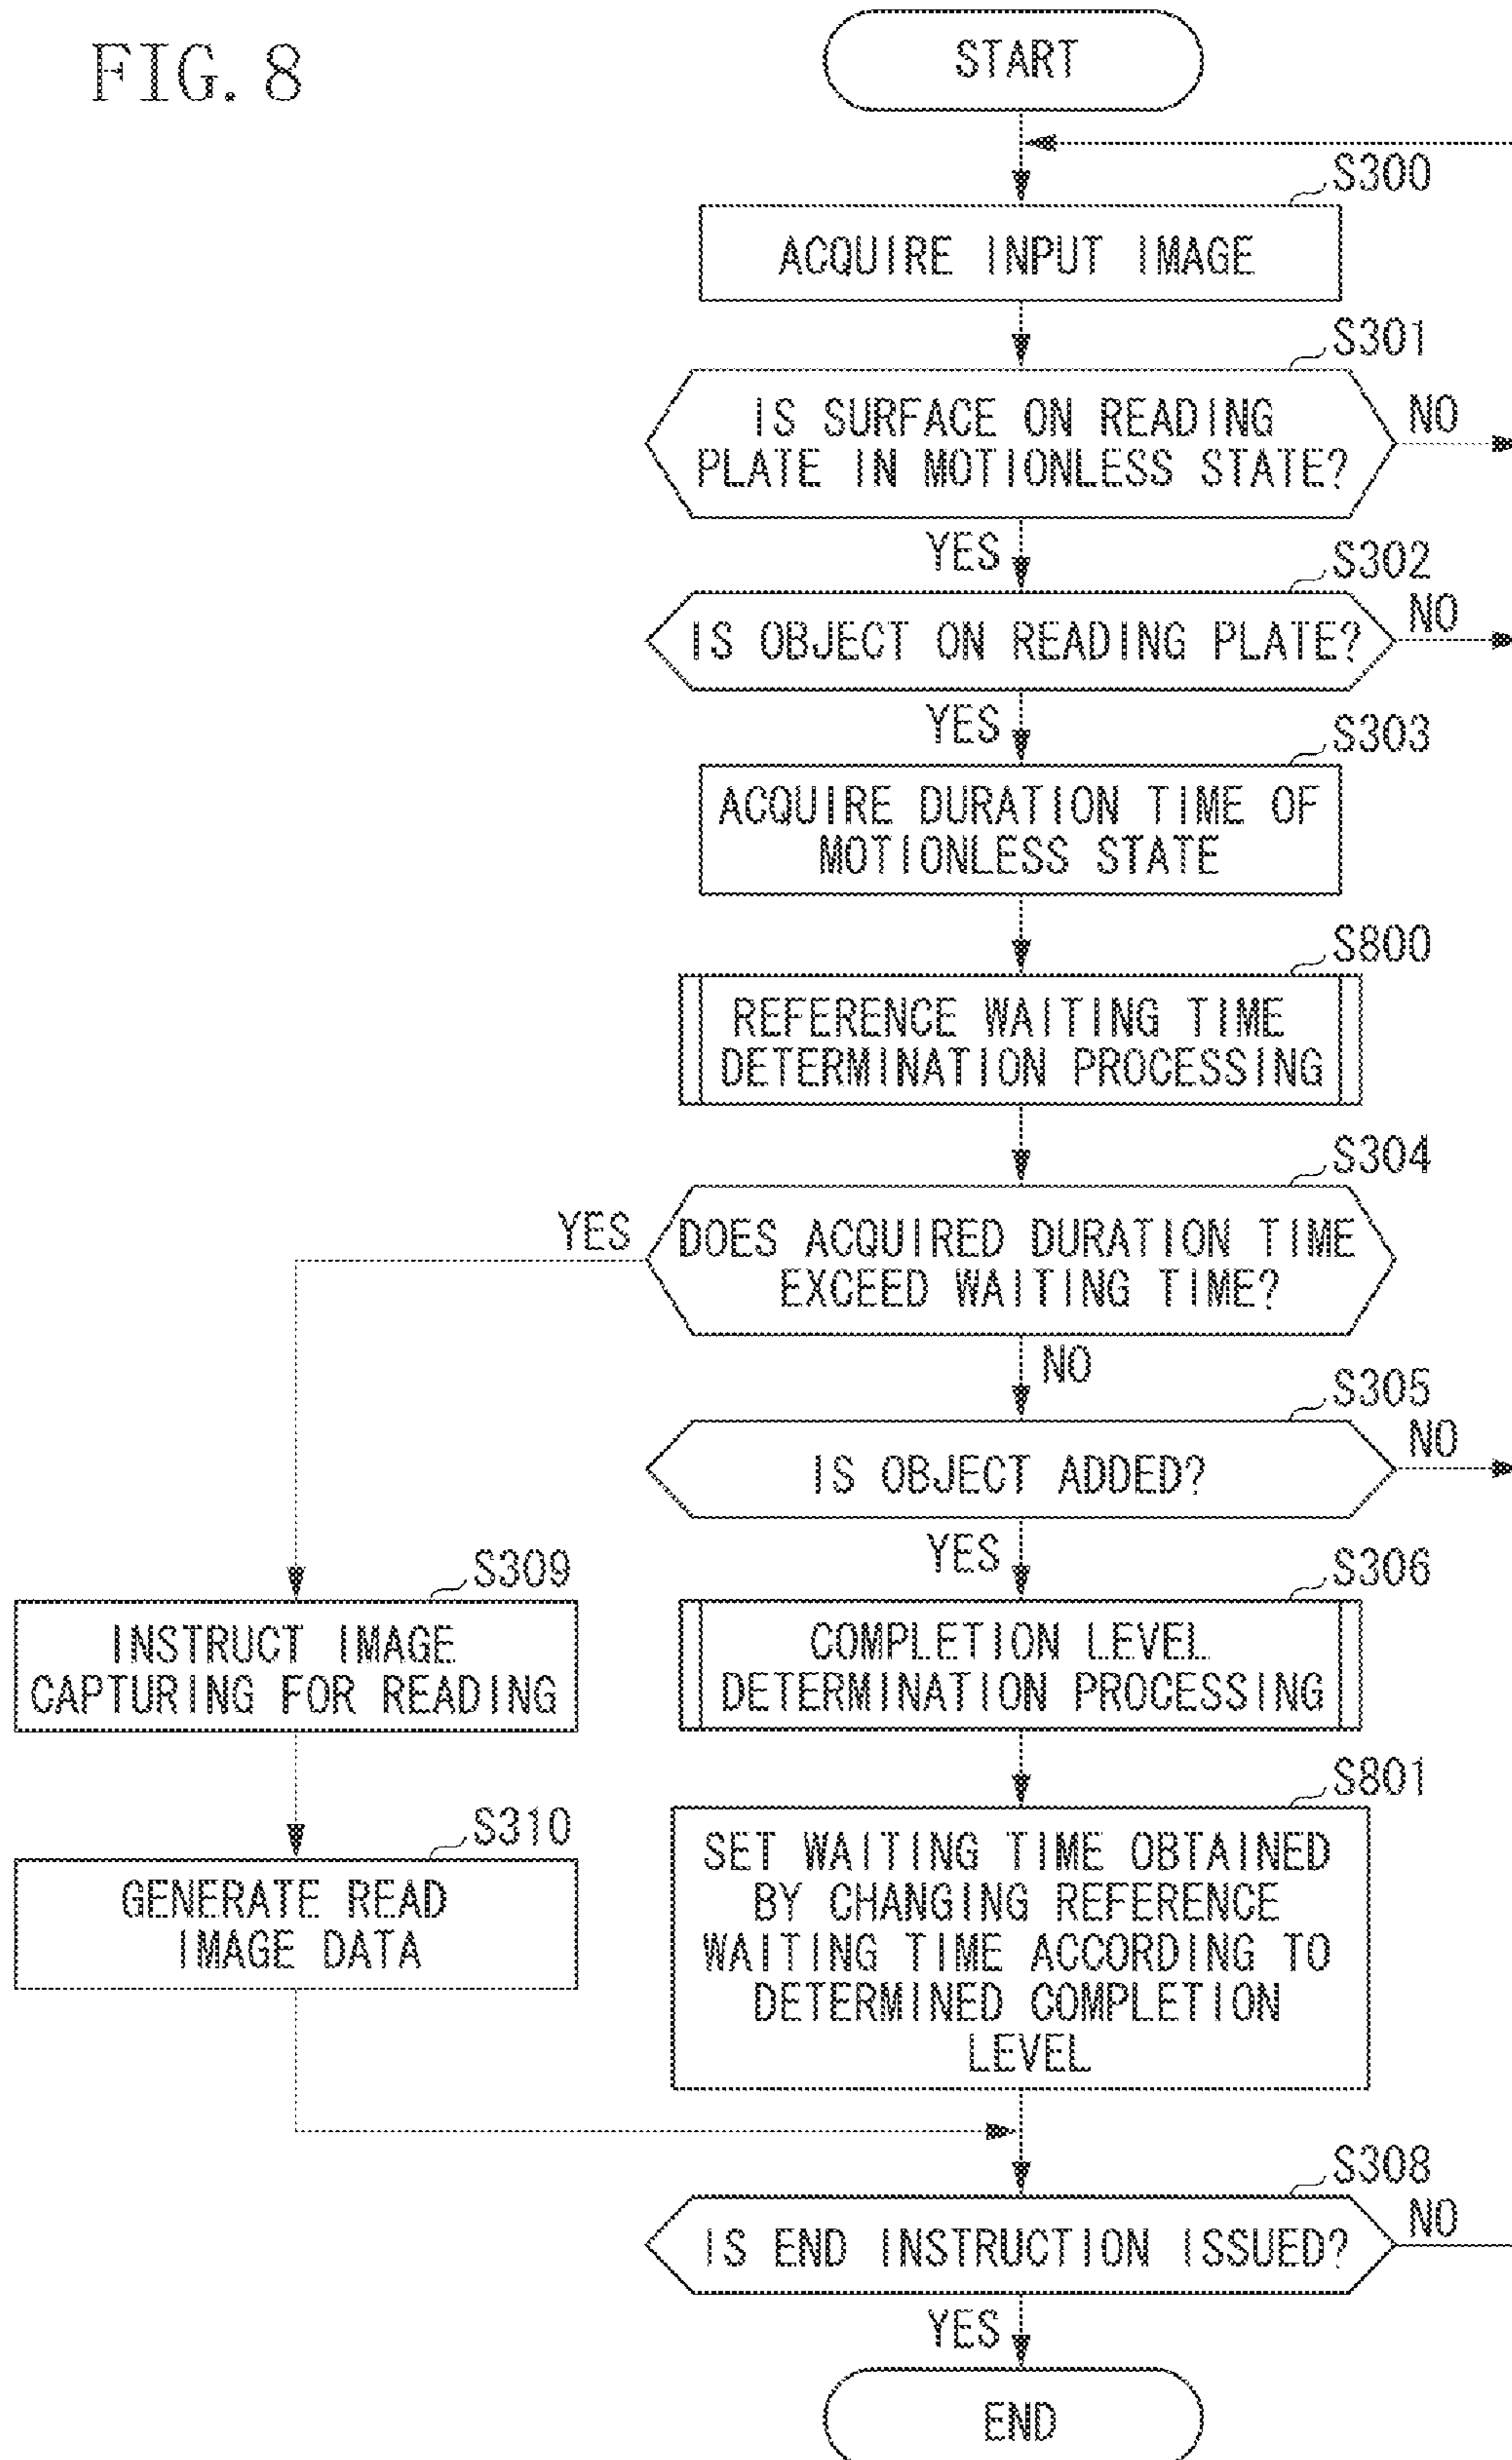 FIG. 8
START
S300
ACQUIRE INPUT IMAGE
S301
IS SURFACE ON READING
PLATE IN MOTIONLESS STATE?
NO
YES
S302
IS OBJECT ON READING PLATE?
NO
YES
S303
ACQUIRE DURATION TIME OF
MOTIONLESS STATE
S800
REFERENCE WAITING TIME
DETERMINATION PROCESSING
S304
DOES ACQUIRED DURATION TIME
EXCEED WAITING TIME?
YES
NO
S305
IS OBJECT ADDED?
NO
YES
S306
COMPLETION LEVEL
DETERMINATION PROCESSING
S309
INSTRUCT IMAGE
CAPTURING FOR READING
S801
SET WAITING TIME OBTAINED
BY CHANGING REFERENCE
WAITING TIME ACCORDING TO
DETERMINED COMPLETION
LEVEL
S310
GENERATE READ
IMAGE DATA
S308
IS END INSTRUCTION ISSUED?
NO
YES
END